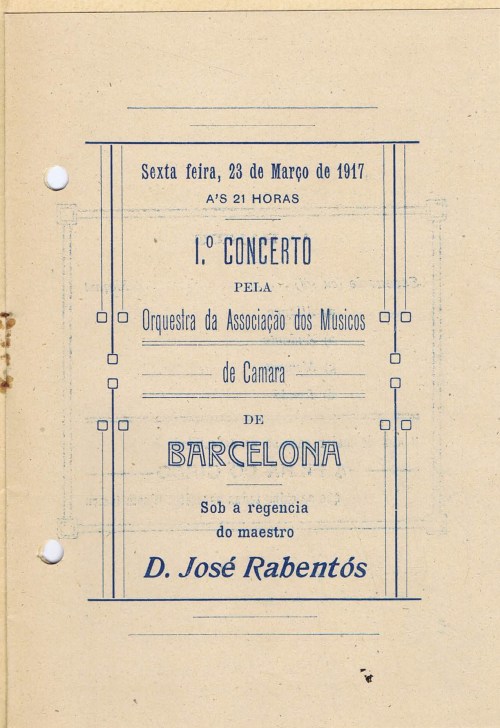 Sexta feira, 23 de Março de 1917
A'S 21 HORAS
1.º CONCERTO
PELA
Orquestra da Associação dos Musicos
de Camara
DE
BARCELONA
Sob a regencia
do maestro
D. José Rabentós